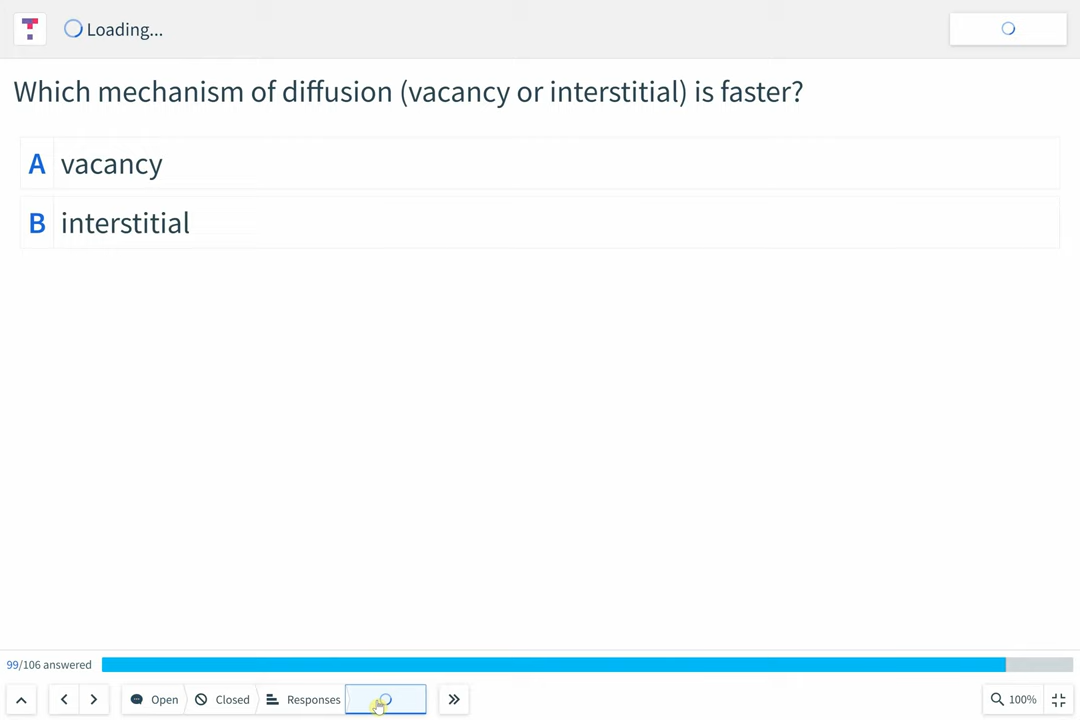 Loading...
Which mechanism of diffusion (vacancy or interstitial) is faster?
A vacancy
B interstitial
99/106 answered
Open Closed Responses 100%